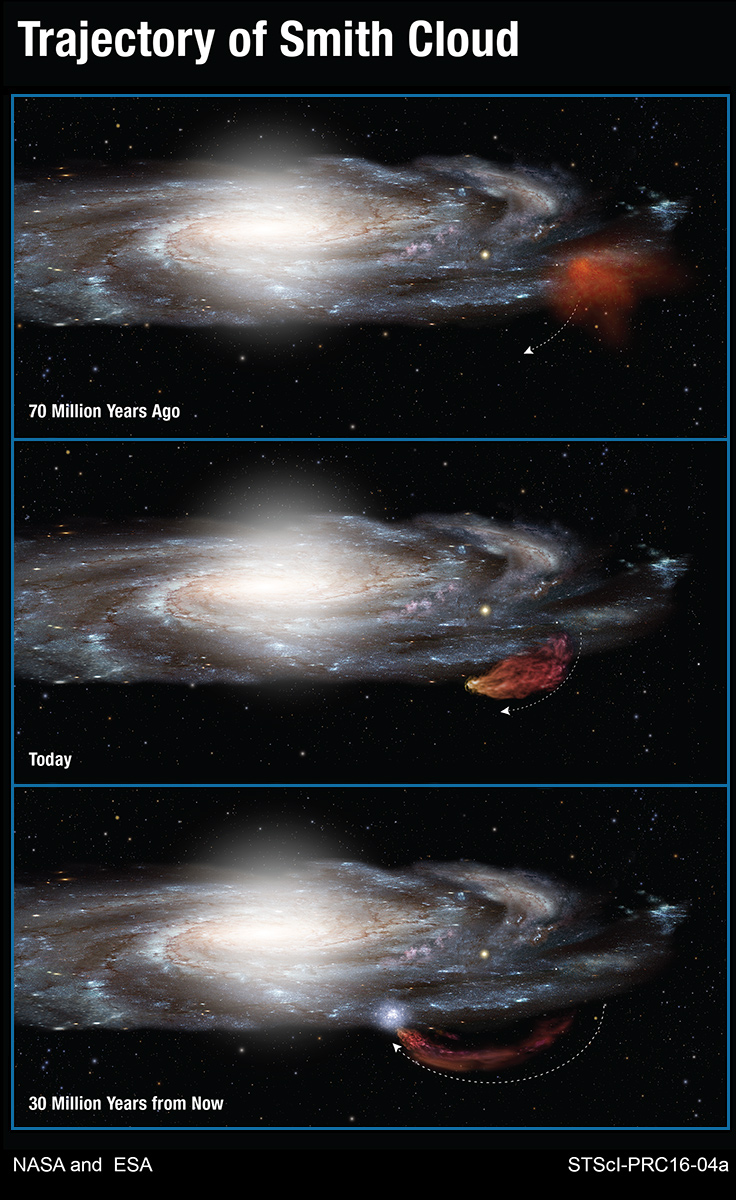 Trajectory of Smith Cloud
70 Million Years Ago
Today
30 Million Years from Now
NASA and ESA
STScI-PRC16-04a